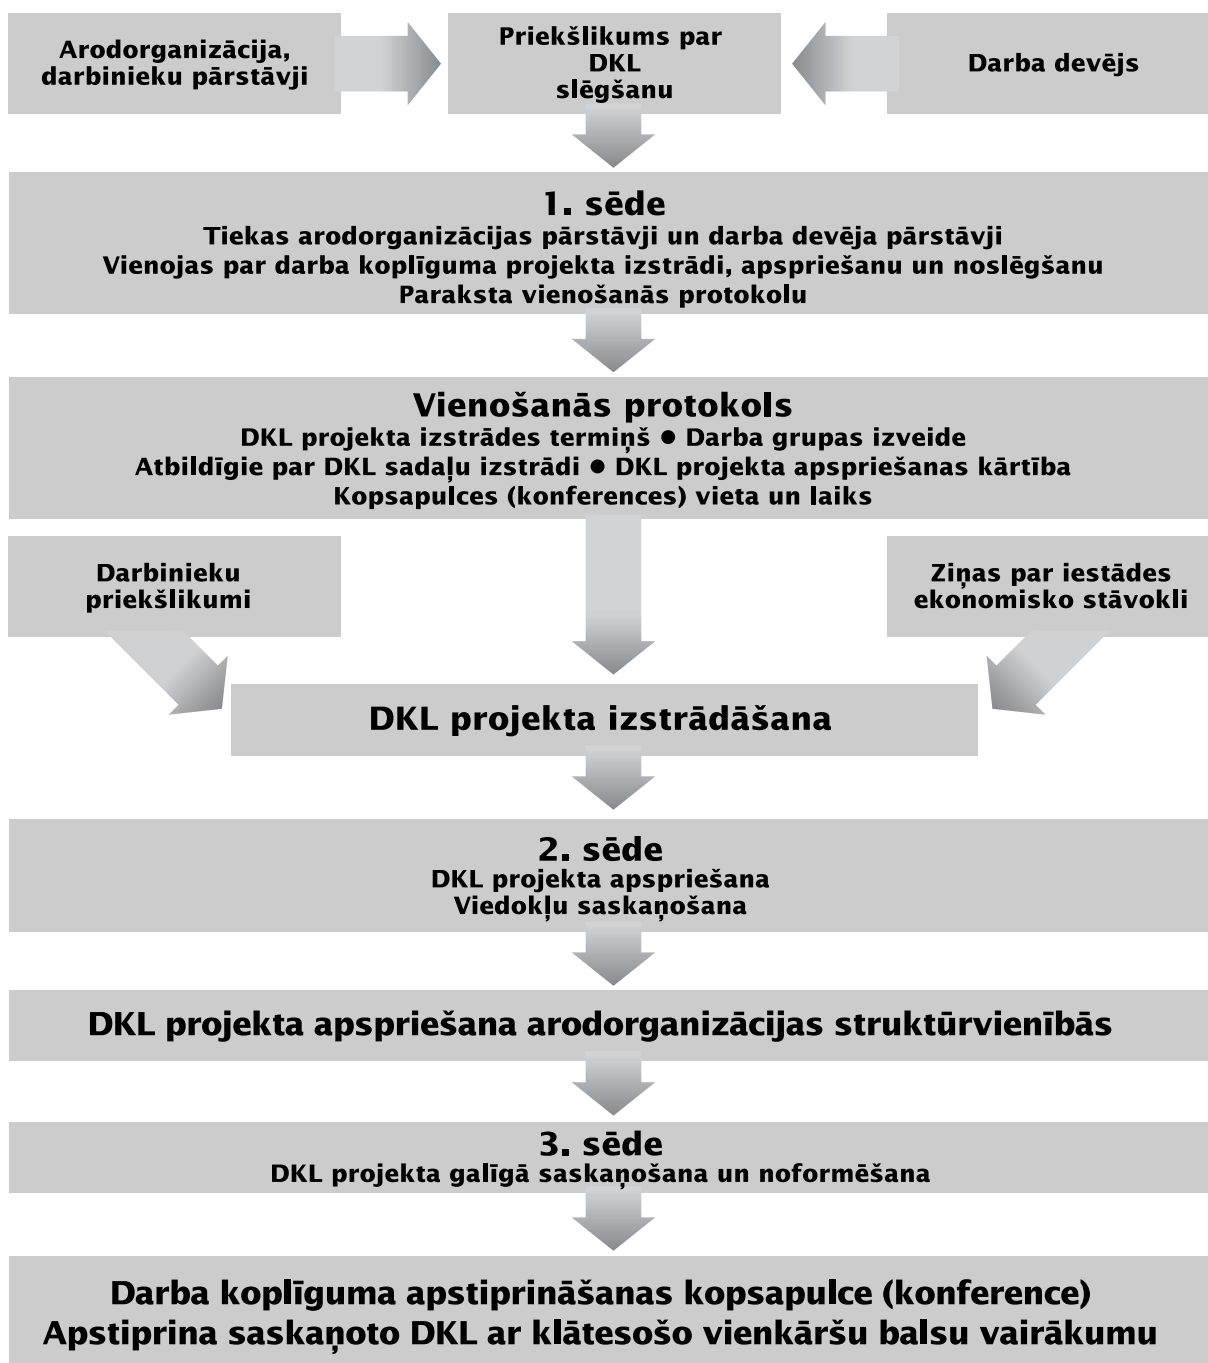 Arodorganizācija,
darbinieku pārstāvji
Priekšlikums par
DKL
slēgšanu
Darba devējs
1. sēde
Tiekas arodorganizācijas pārstāvji un darba devēja pārstāvji
Vienojas par darba koplīguma projekta izstrādi, apspriešanu un noslēgšanu
Paraksta vienošanās protokolu
Vienošanās protokols
DKL projekta izstrādes termiņš ● Darba grupas izveide
Atbildīgie par DKL sadaļu izstrādi ● DKL projekta apspriešanas kārtība
Kopsapulces (konferences) vieta un laiks
Darbinieku
priekšlikumi
Ziņas par iestādes
ekonomisko stāvokli
DKL projekta izstrādāšana
2. sēde
DKL projekta apspriešana
Viedokļu saskaņošana
DKL projekta apspriešana arodorganizācijas struktūrvienībās
3. sēde
DKL projekta galīgā saskaņošana un noformēšana
Darba koplīguma apstiprināšanas kopsapulce (konference)
Apstiprina saskaņoto DKL ar klātesošo vienkāršu balsu vairākumu